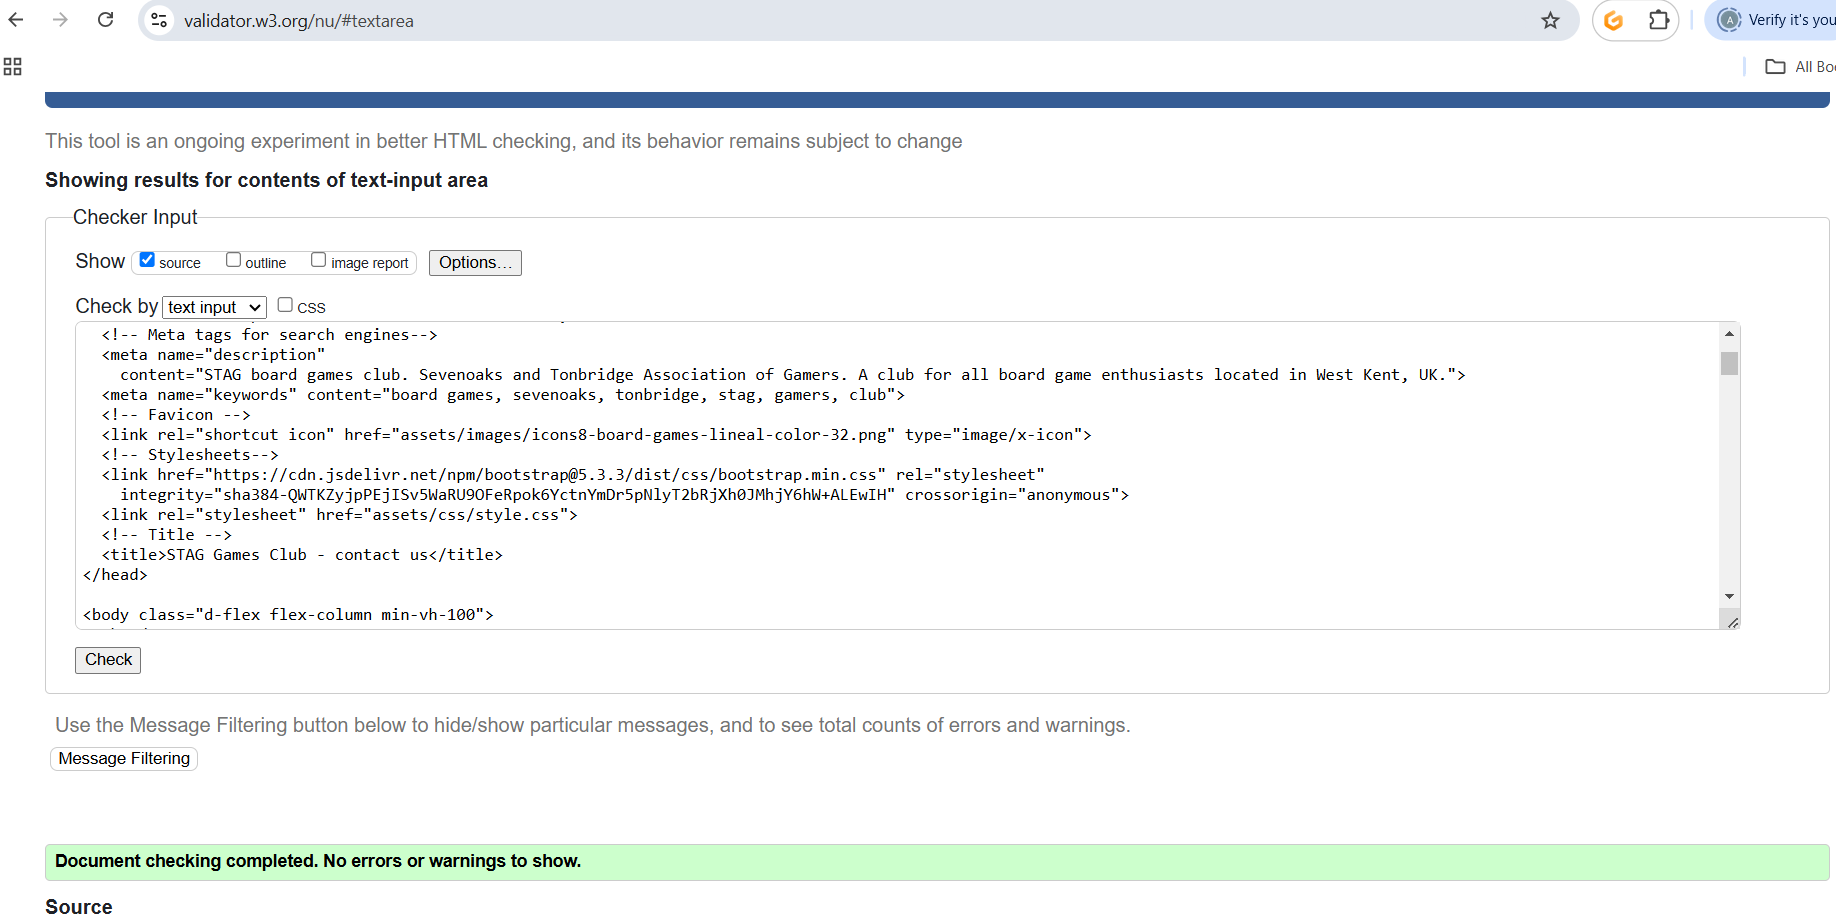 validator.w3.org/nu/#textarea
A
Verify it's you
All Boo
This tool is an ongoing experiment in better HTML checking, and its behavior remains subject to change
Showing results for contents of text-input area
Checker Input
Show source outline image report Options...
Check by text input CSS
<!-- Meta tags for search engines-->
<meta name="description"
content="STAG board games club. Sevenoaks and Tonbridge Association of Gamers. A club for all board game enthusiasts located in West Kent, UK.">
<meta name="keywords" content="board games, sevenoaks, tonbridge, stag, gamers, club">
<!-- Favicon -->
<link rel="shortcut icon" href="assets/images/icons8-board-games-lineal-color-32.png" type="image/x-icon">
<!-- Stylesheets-->
<link href="https://cdn.jsdelivr.net/npm/bootstrap@5.3.3/dist/css/bootstrap.min.css" rel="stylesheet"
integrity="sha384-QWTKZyjpPEjISv5WaRU9OFeRpok6YctnYmDr5pNlyT2bRjXh0JMhjY6hW+ALEwIH" crossorigin="anonymous">
<link rel="stylesheet" href="assets/css/style.css">
<!-- Title -->
<title>STAG Games Club - contact us</title>
</head>
<body class="d-flex flex-column min-vh-100">
Check
Use the Message Filtering button below to hide/show particular messages, and to see total counts of errors and warnings.
Message Filtering
Document checking completed. No errors or warnings to show.
Source